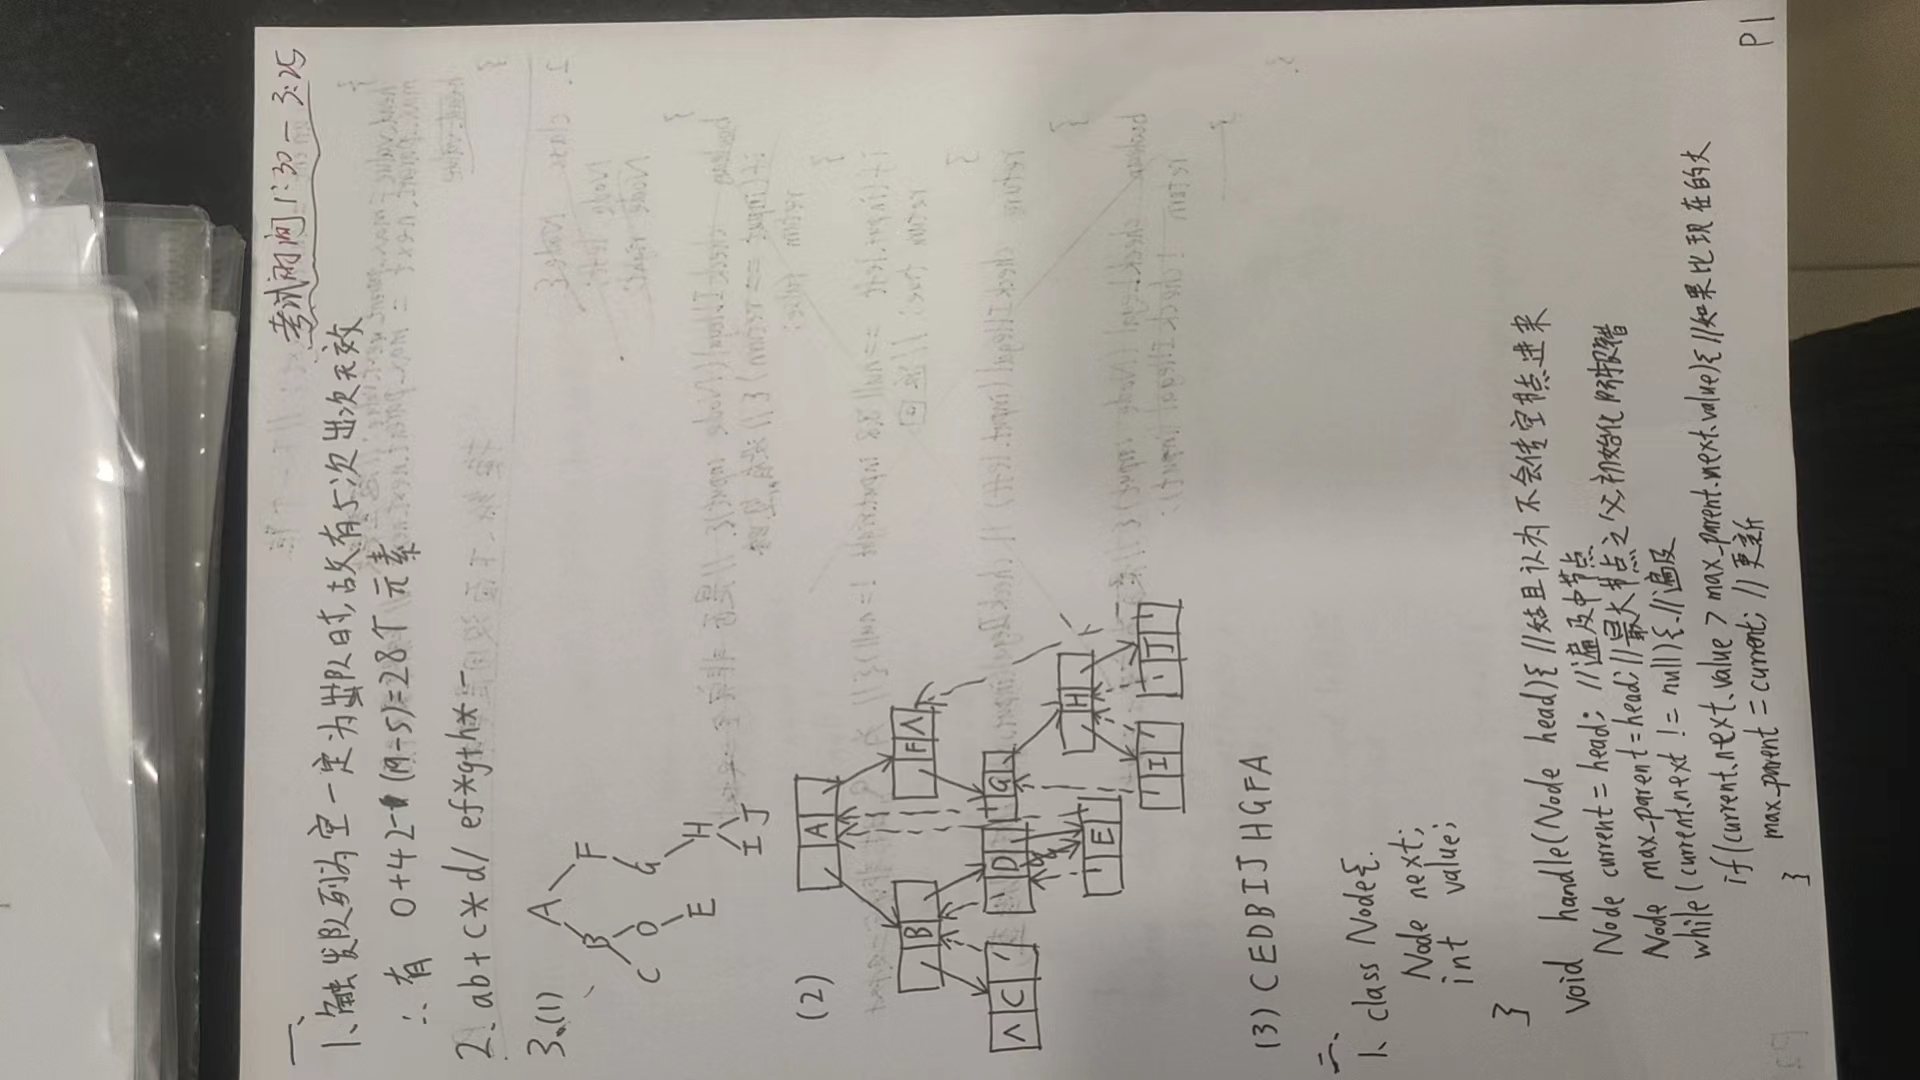 考试时间1:30-3:25
一、
1、触发队列为空一定为出队时,故有5次出次无效
∴有 0+42-(19-5)=28个元素
2、ab+c*d/ ef*g+h*-
3、(1)
A
B F
C D G
E H
I J
(2)
A
B F Λ
Λ C D G
E H
I J
(3) CEDBIJHGFA
二、
1、class Node{
Node next;
int value;
}
void handle(Node head){ //姑且认为不会传空节点进来
Node current = head; //遍及中节点
Node max_parent = head; //最大节点之父,初始化防报错
while(current.next != null){ //遍及
if(current.next.value > max_parent.next.value){ //如果比现在的大
max_parent = current; //更新
}
P1